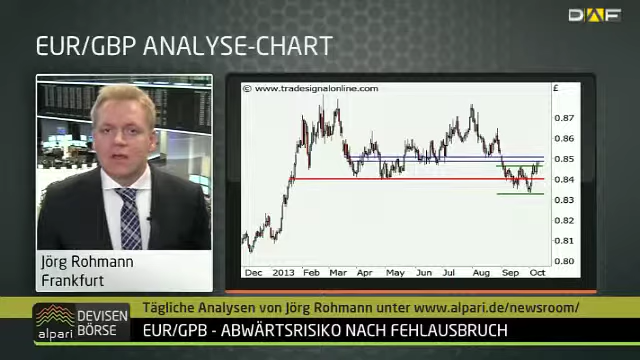 DAF
EUR/GBP ANALYSE-CHART
© www.tradesignalonline.com
£
0.87
0.86
0.85
0.84
0.83
0.82
0.81
0.80
Dec 2013 Feb Mar Apr May Jun Jul Aug Sep Oct
Jörg Rohmann
Frankfurt
Tägliche Analysen von Jörg Rohmann unter www.alpari.de/newsroom/
alpari
DEVISEN
BÖRSE
EUR/GPB - ABWÄRTSRISIKO NACH FEHLAUSBRUCH